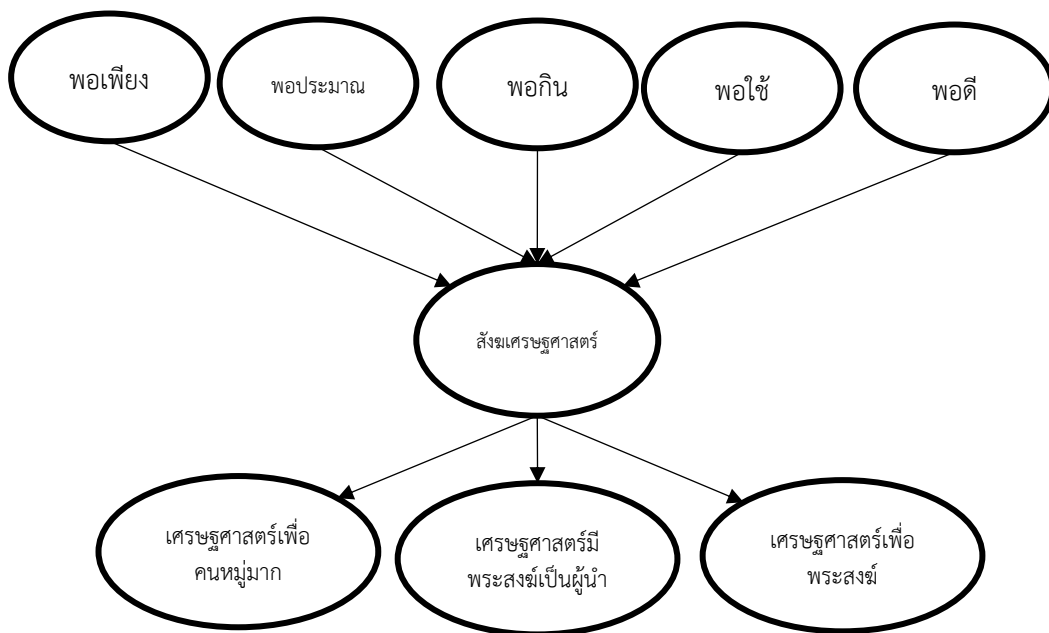 พอเพียง
พอประมาณ
พอกิน
พอใช้
พอดี
สังฆเศรษฐศาสตร์
เศรษฐศาสตร์เพื่อ
คนหมู่มาก
เศรษฐศาสตร์มี
พระสงฆ์เป็นผู้นำ
เศรษฐศาสตร์เพื่อ
พระสงฆ์